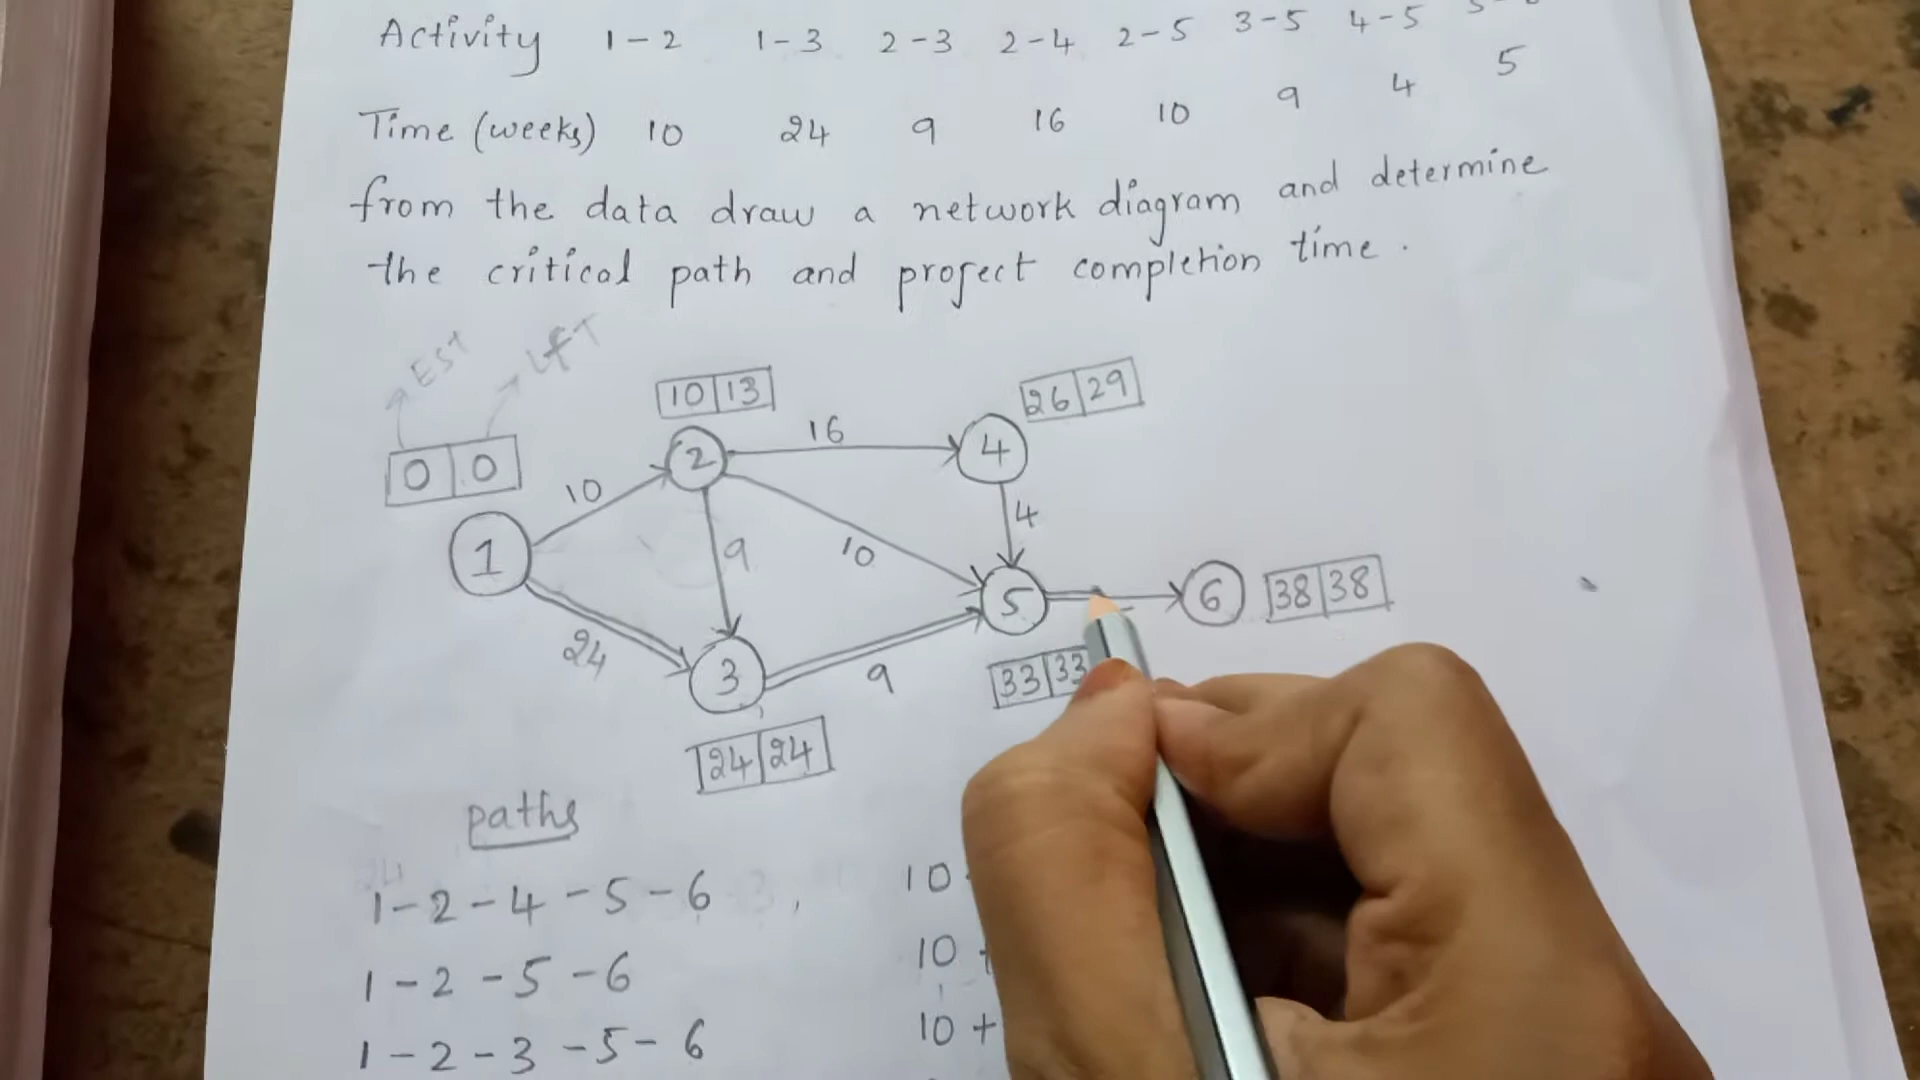 Activity 1-2 1-3 2-3 2-4 2-5 3-5 4-5
Time (weeks) 10 24 9 16 10 9 4 5
from the data draw a network diagram and determine
the critical path and project completion time.
EST LFT
10 13
26 29
0 0
16
2
4
10
1
9
10
4
5
6
38 38
24
3
9
33 33
24 24
paths
1-2-4-5-6, 10
1-2-5-6 10 +
1-2-3-5-6 10 +